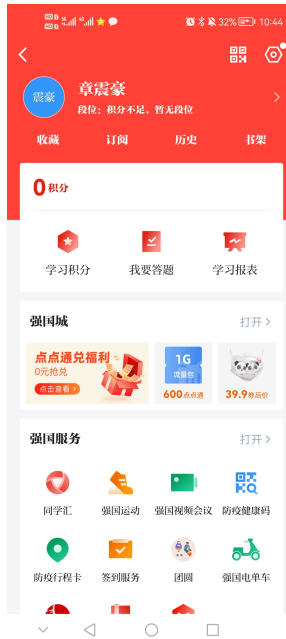 32% 10:44
震豪
章震豪
段位：积分不足，暂无段位
收藏 订阅 历史 书架
0积分
学习积分 我要答题 学习报表
强国城 打开
点点通兑福利
0元抢兑
点击查看
1G
流量包
600点点通
39.9券后价
强国服务 打开
同学汇 强国运动 强国视频会议 防疫健康码
防疫行程卡 签到服务 团圆 强国电单车